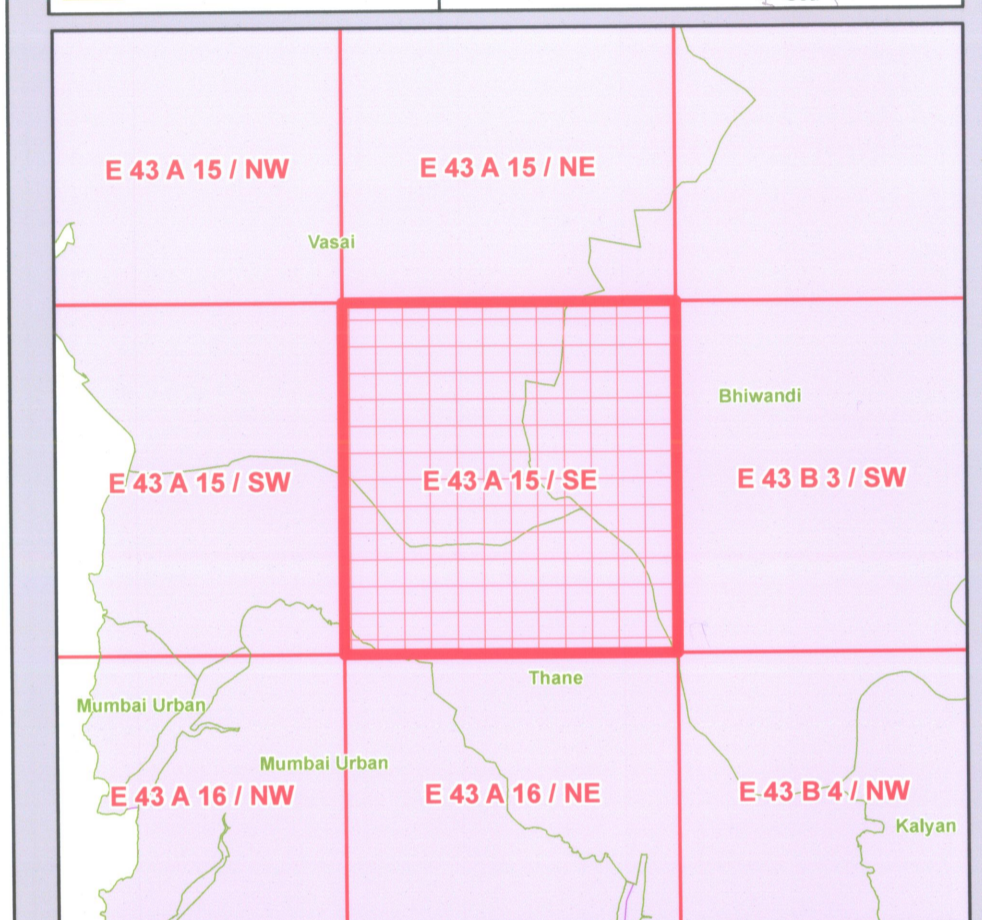 E 43 A 15 / NW
E 43 A 15 / NE
Vasai
Bhiwandi
E 43 A 15 / SW
E 43 A 15 / SE
E 43 B 3 / SW
Thane
Mumbai Urban
Mumbai Urban
E 43 A 16 / NW
E 43 A 16 / NE
E 43 B 4 / NW
Kalyan